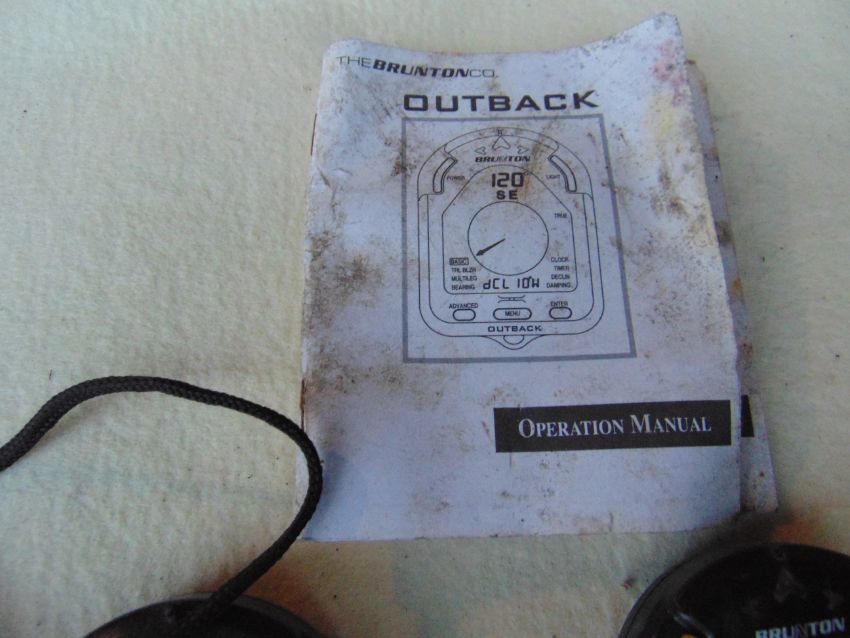 THE BRUNTON CO.
OUTBACK
N
BRUNTON
POWER
120
LIGHT
SE
TRUE
BASIC
TRL BLZR
MULTILEG
BEARING
CLOCK
TIMER
DECLIN
DAMPING
dCL 10W
ADVANCED
MENU
ENTER
OUTBACK
OPERATION MANUAL
BRUNTON